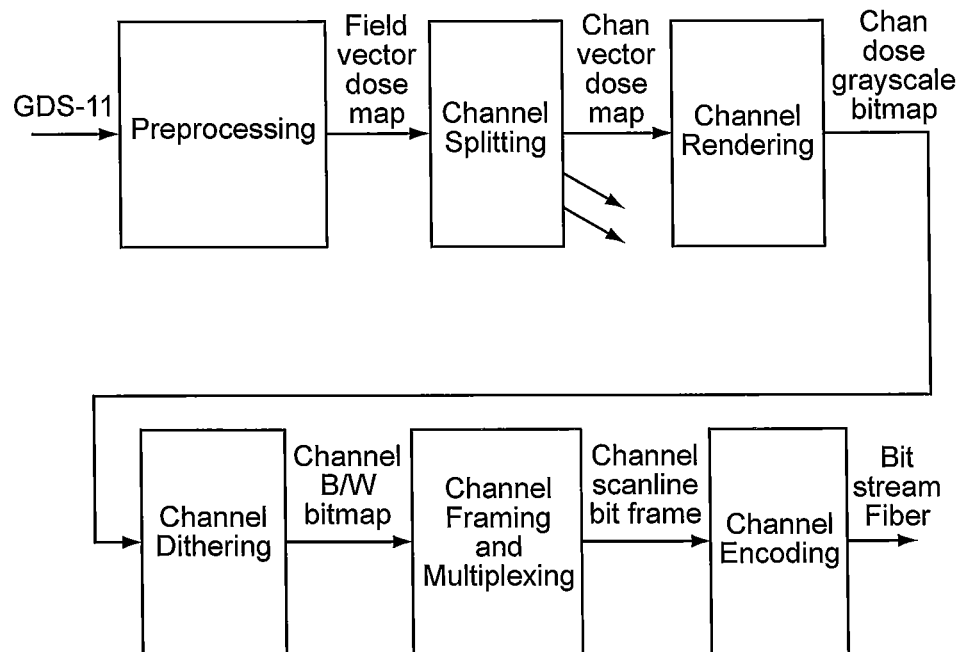 GDS-11
Preprocessing
Field
vector
dose
map
Channel
Splitting
Chan
vector
dose
map
Channel
Rendering
Chan
dose
grayscale
bitmap
Channel
Dithering
Channel
B/W
bitmap
Channel
Framing
and
Multiplexing
Channel
scanline
bit frame
Channel
Encoding
Bit
stream
Fiber